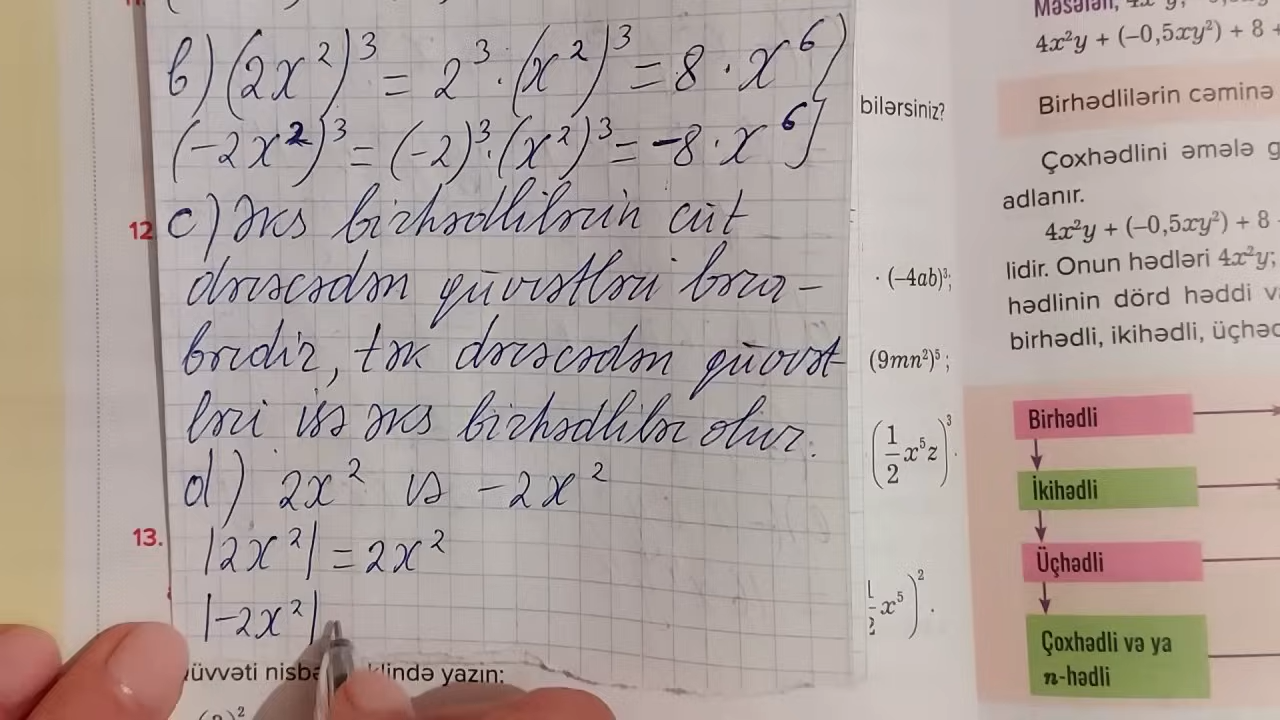 b) (2x²)³ = 2³ · (x²)³ = 8 · x⁶)
(-2x²)³ = (-2)³ · (x²)³ = -8 · x⁶]
12 c) Əks birhədlilərin cüt
dərəcədən qüvvətləri bəra-
bərdir, tək dərəcədən qüvvət
ləri isə əks birhədlilər olur.
d) 2x² və -2x²
13.
|2x²| = 2x²
|-2x²|
klində yazın:
bilərsiniz?
· (-4ab)³;
(9mn²)⁵;
(1/2 x⁵z)³.
x⁵)².
Məsələn,
4x²y + (-0,5xy²) + 8 +
Birhədlilərin cəminə
Çoxhədlini əmələ g
adlanır.
4x²y + (-0,5xy²) + 8
lidir. Onun hədləri 4x²y;
hədlinin dörd həddi v
birhədli, ikihədli, üçhəd
Birhədli
İkihədli
Üçhədli
Çoxhədli və ya
n-hədli